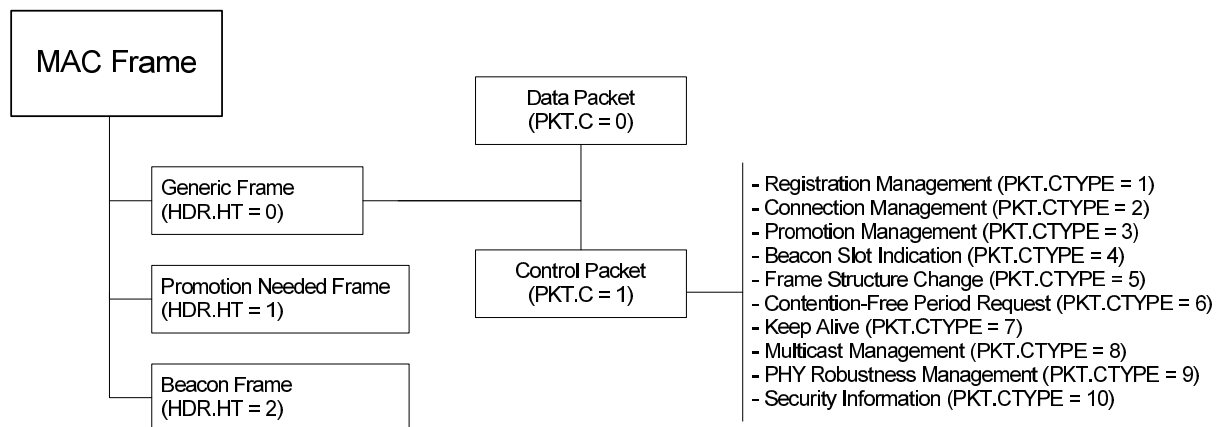 MAC Frame
Generic Frame
(HDR.HT = 0)
Promotion Needed Frame
(HDR.HT = 1)
Beacon Frame
(HDR.HT = 2)
Data Packet
(PKT.C = 0)
Control Packet
(PKT.C = 1)
- Registration Management (PKT.CTYPE = 1)
- Connection Management (PKT.CTYPE = 2)
- Promotion Management (PKT.CTYPE = 3)
- Beacon Slot Indication (PKT.CTYPE = 4)
- Frame Structure Change (PKT.CTYPE = 5)
- Contention-Free Period Request (PKT.CTYPE = 6)
- Keep Alive (PKT.CTYPE = 7)
- Multicast Management (PKT.CTYPE = 8)
- PHY Robustness Management (PKT.CTYPE = 9)
- Security Information (PKT.CTYPE = 10)